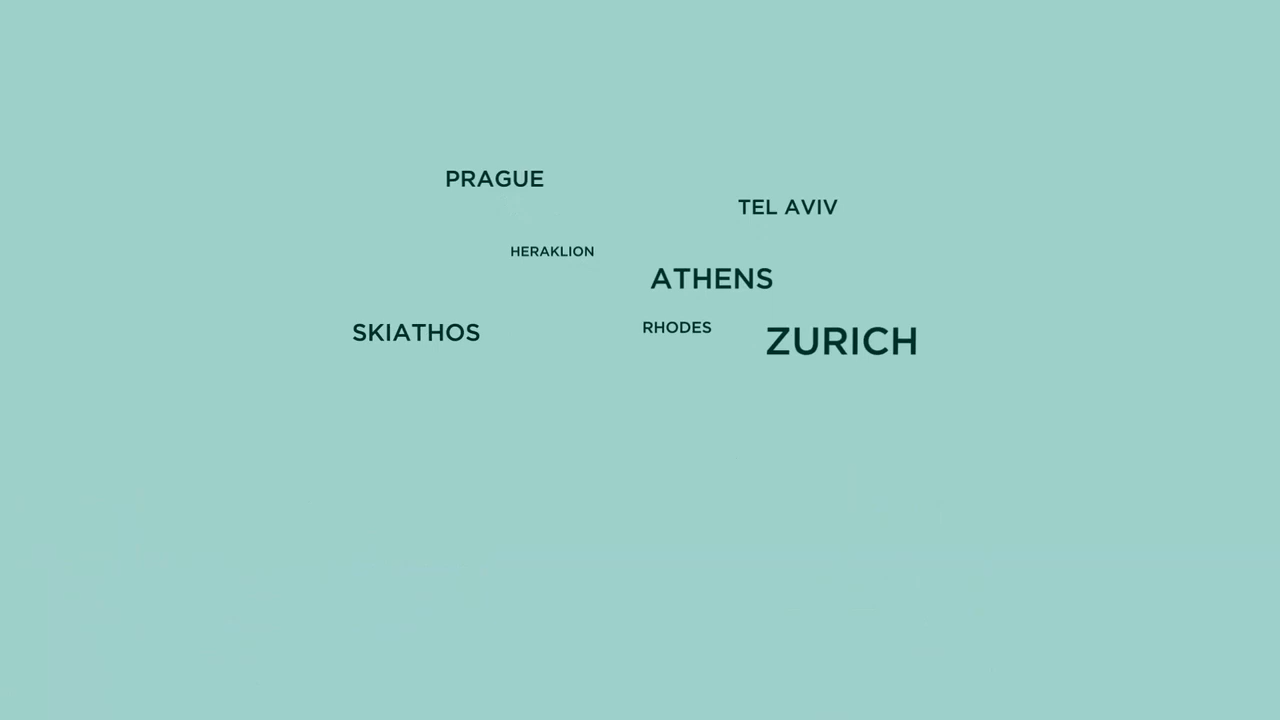 PRAGUE
TEL AVIV
HERAKLION
ATHENS
SKIATHOS
RHODES
ZURICH